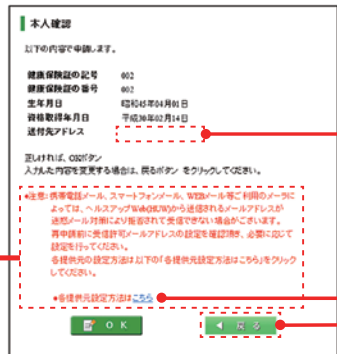 本人確認
以下の内容で申請します。
健康保険証の記号 002
健康保険証の番号 002
生年月日 昭和45年04月01日
資格取得年月日 平成30年02月14日
送付先アドレス
正しければ、OKボタン
入力した内容を変更する場合は、戻るボタン をクリックしてください。
●注意：携帯電話メール、スマートフォンメール、WEBメール等ご利用のメーラに
よっては、ヘルスアップWeb(HUW)から送信されるメールアドレスが
迷惑メール対策により拒否されて受信できない場合がございます。
再申請前に受信許可メールアドレスの設定を確認頂き、必要に応じて
設定を行ってください。
各提供元の設定方法は以下の「各提供元設定方法はこちら」をクリック
してください。
●各提供元設定方法はこちら
OK
戻る